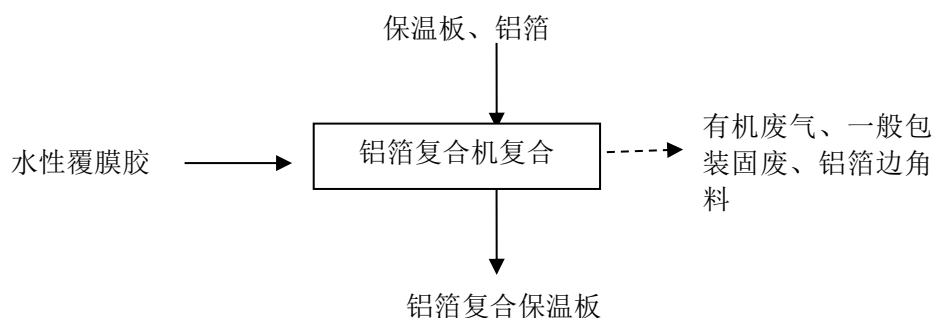 保温板、铝箔
水性覆膜胶
铝箔复合机复合
有机废气、一般包
装固废、铝箔边角
料
铝箔复合保温板